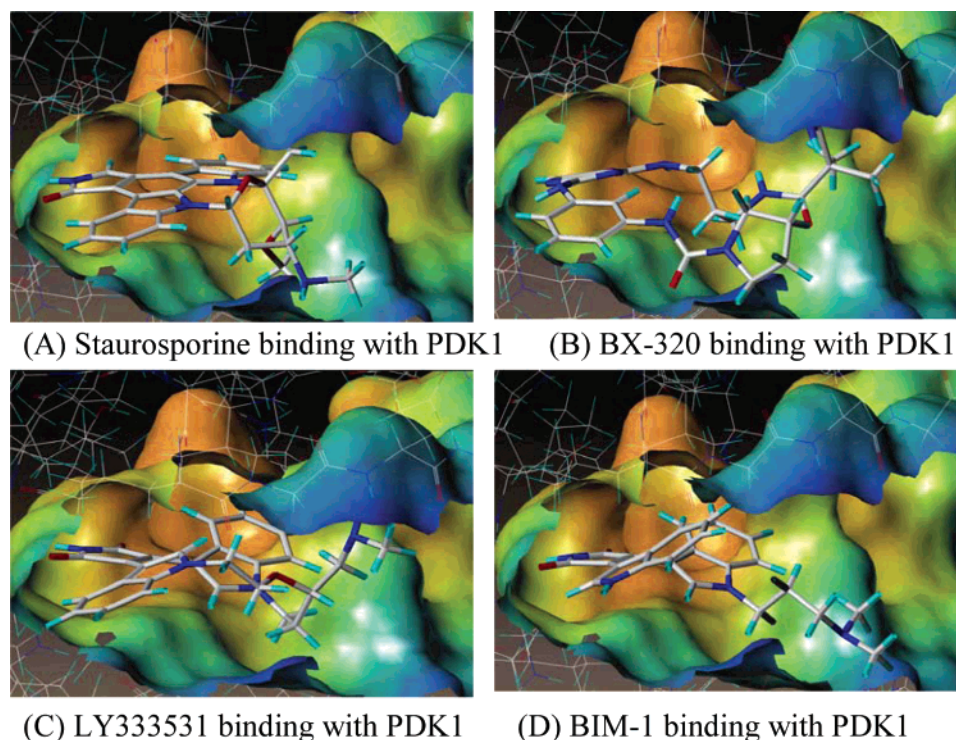 (A) Staurosporine binding with PDK1 (B) BX-320 binding with PDK1
(C) LY333531 binding with PDK1 (D) BIM-1 binding with PDK1